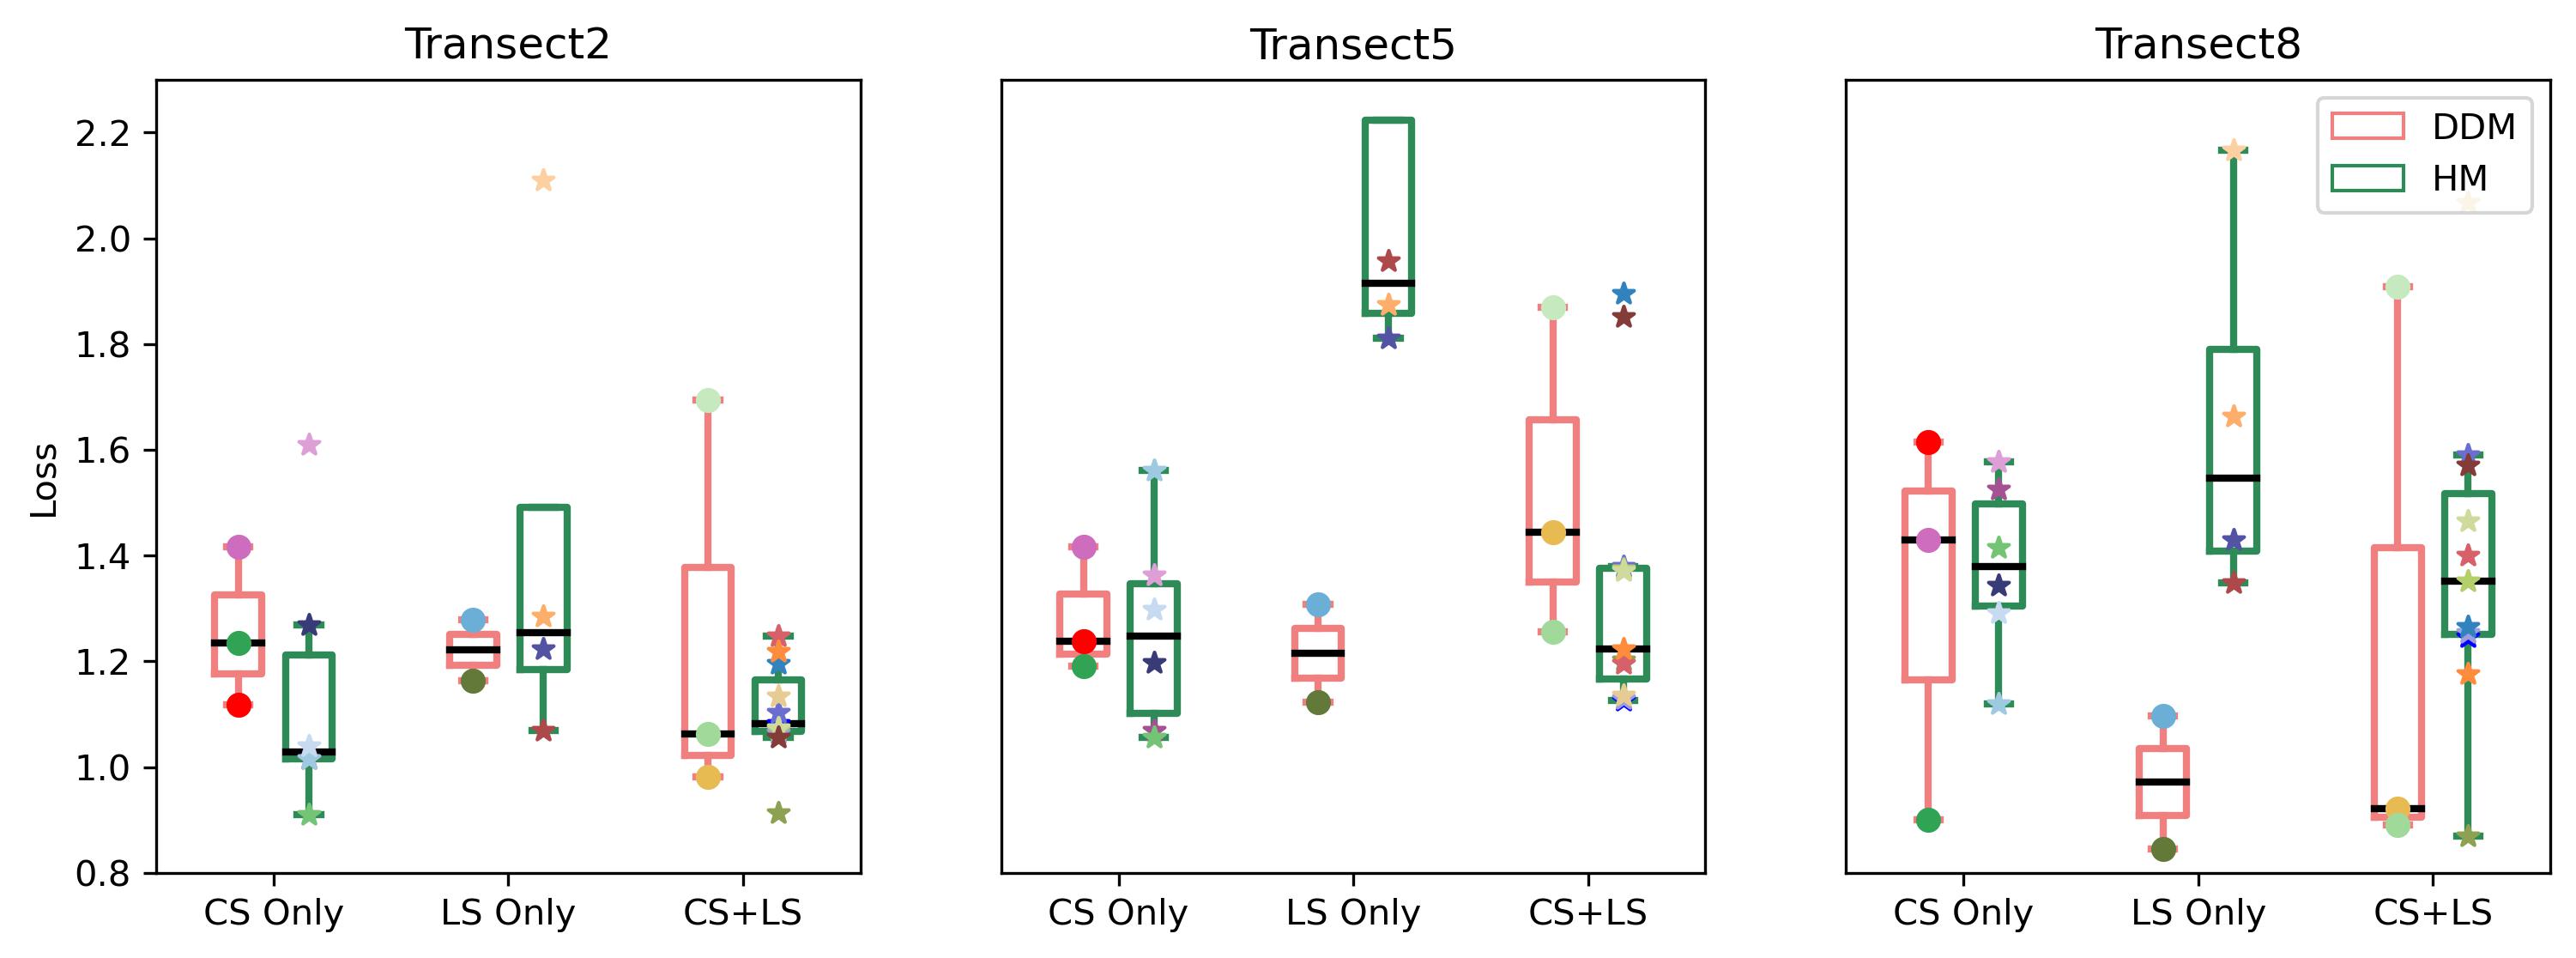 Transect2
Transect5
Transect8
Loss
2.2
2.0
1.8
1.6
1.4
1.2
1.0
0.8
CS Only
LS Only
CS+LS
CS Only
LS Only
CS+LS
CS Only
LS Only
CS+LS
DDM
HM